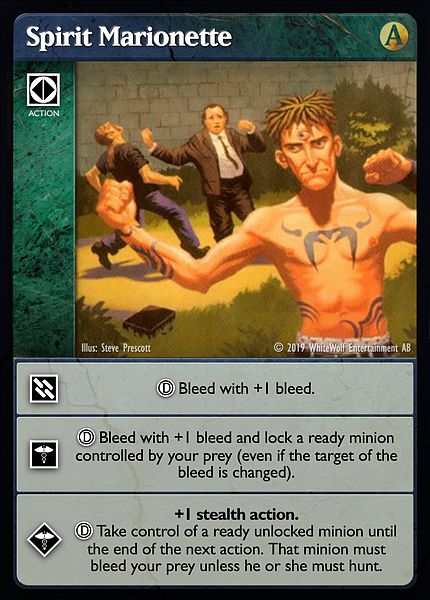 Spirit Marionette
A
ACTION
Illus: Steve Prescott
© 2019 WhiteWolf Entertainment AB
Ⓓ Bleed with +1 bleed.
Ⓓ Bleed with +1 bleed and lock a ready minion
controlled by your prey (even if the target of the
bleed is changed).
+1 stealth action.
Ⓓ Take control of a ready unlocked minion until
the end of the next action. That minion must
bleed your prey unless he or she must hunt.